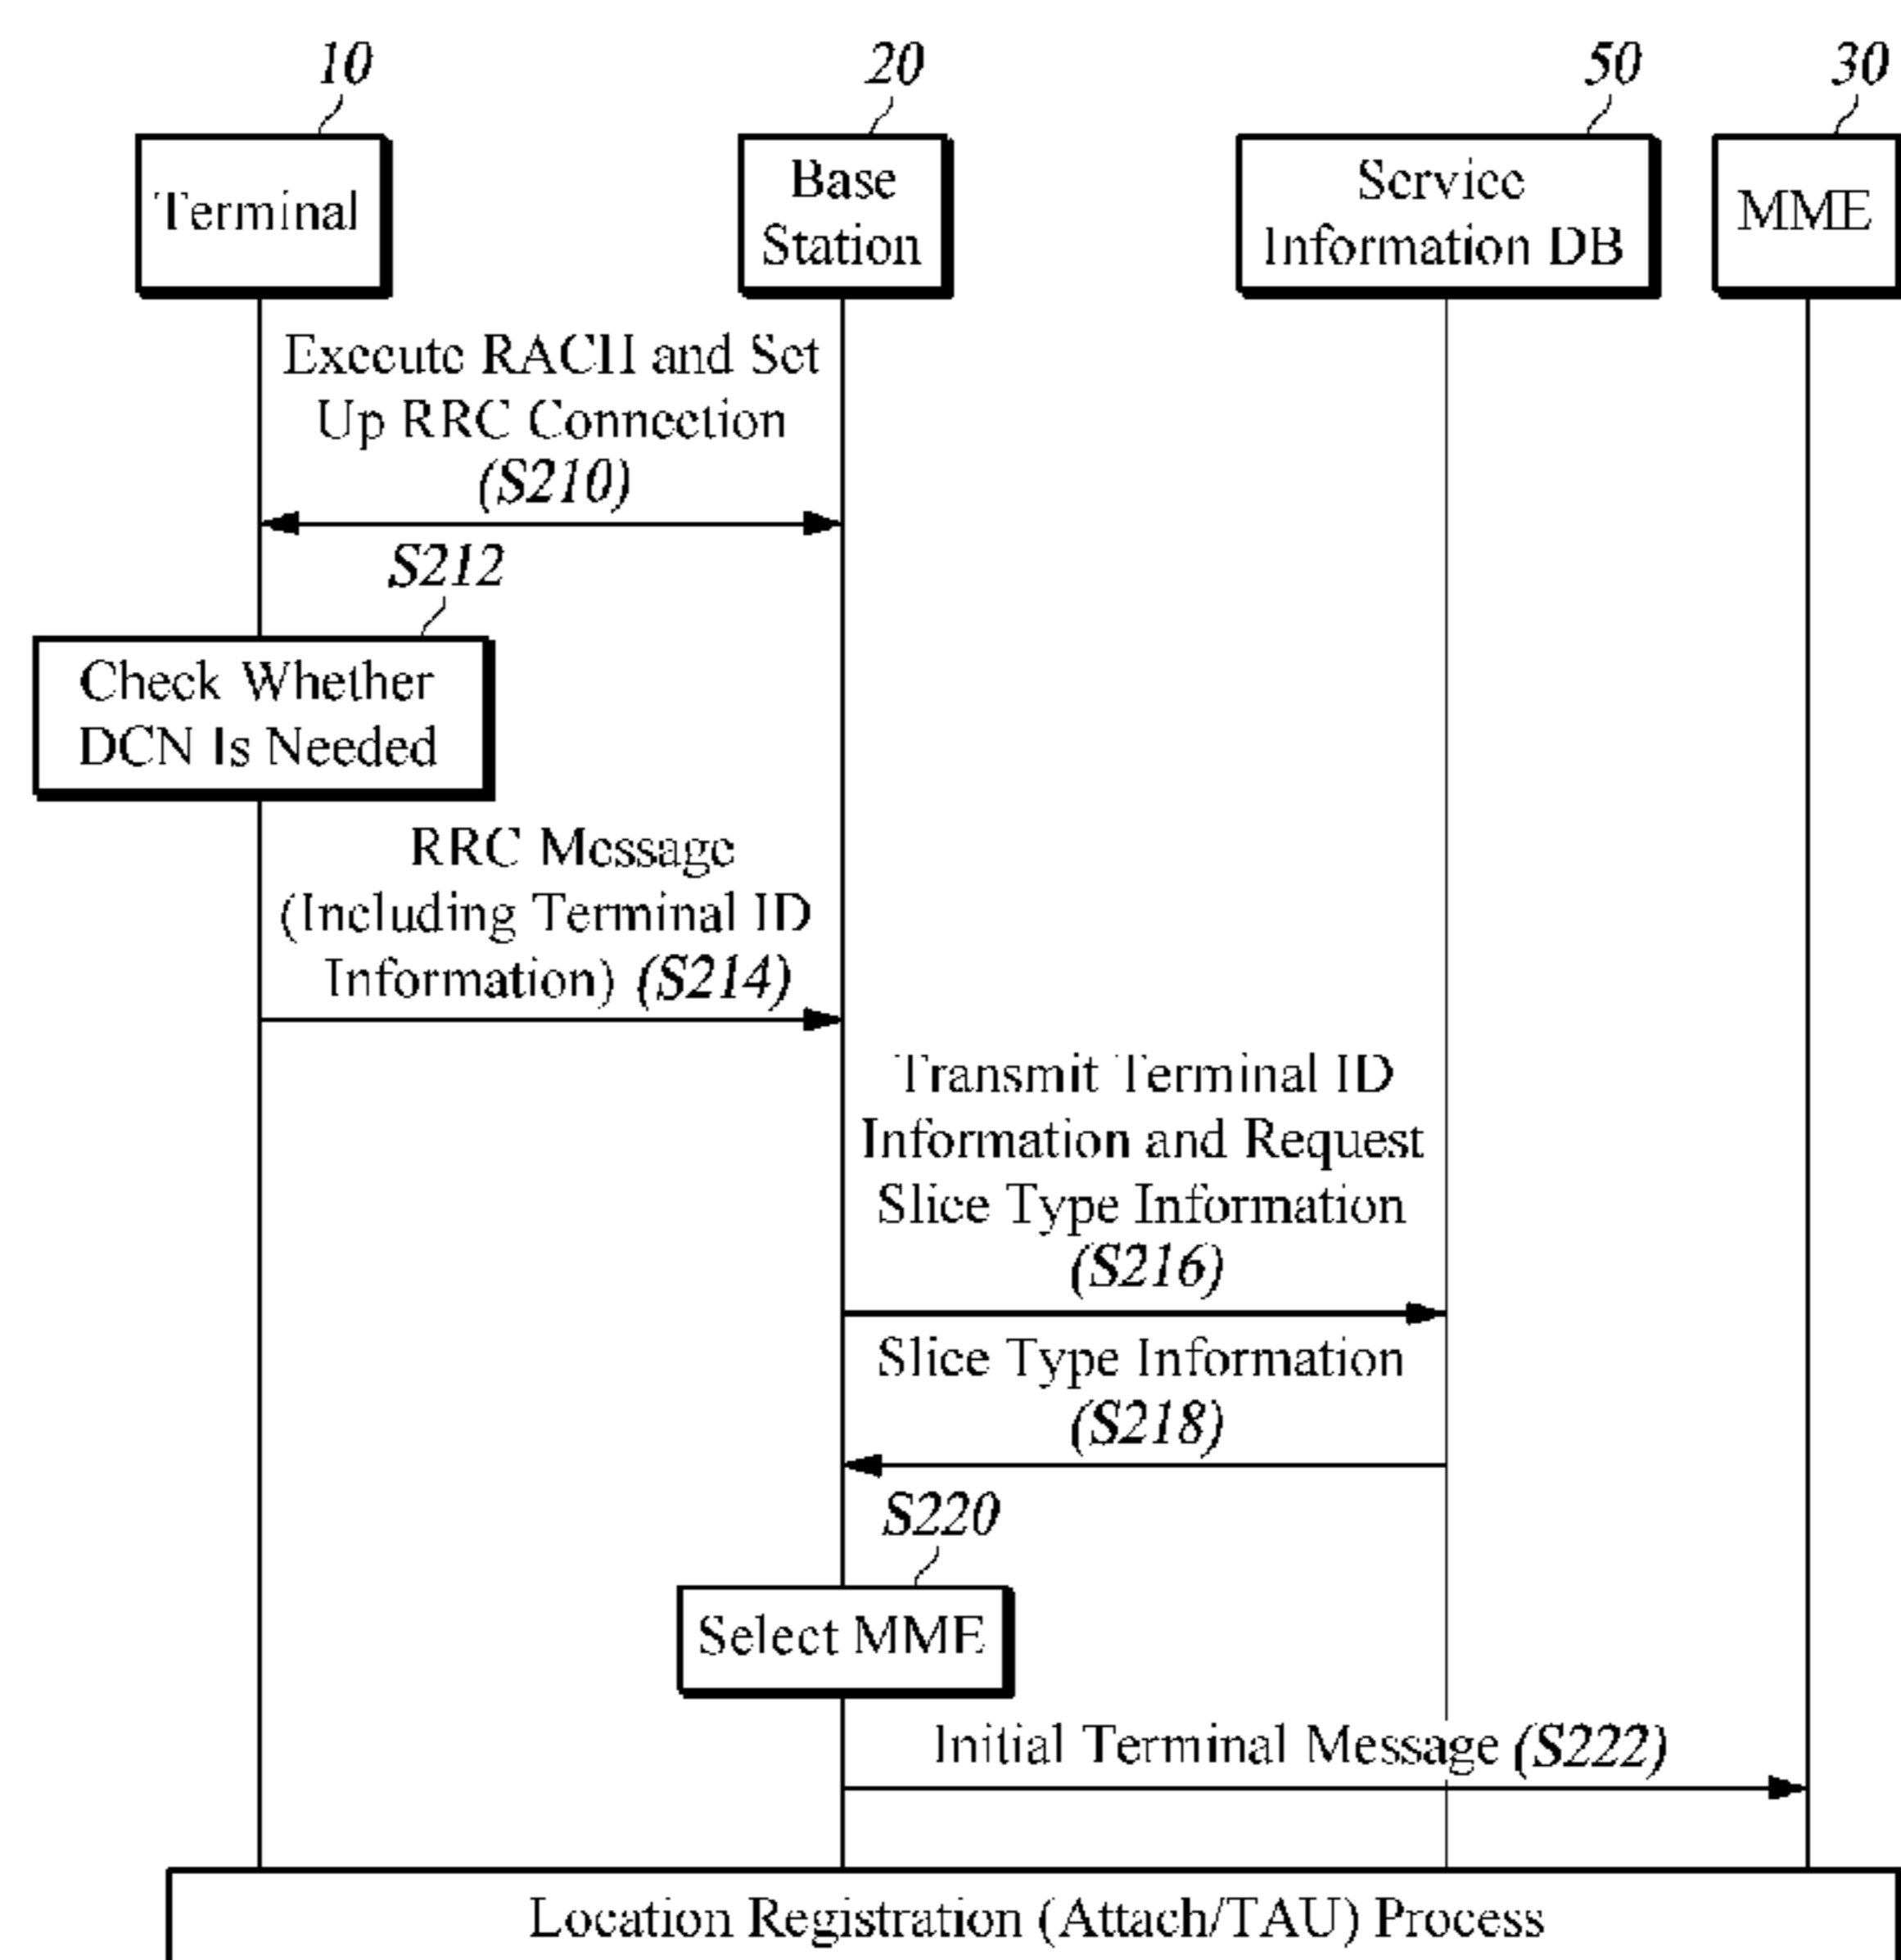 10
20
50
30
Terminal
Base
Station
Service
Information DB
MME
Execute RACH and Set
Up RRC Connection
(S210)
S212
Check Whether
DCN Is Needed
RRC Message
(Including Terminal ID
Information) (S214)
Transmit Terminal ID
Information and Request
Slice Type Information
(S216)
Slice Type Information
(S218)
S220
Select MME
Initial Terminal Message (S222)
Location Registration (Attach/TAU) Process